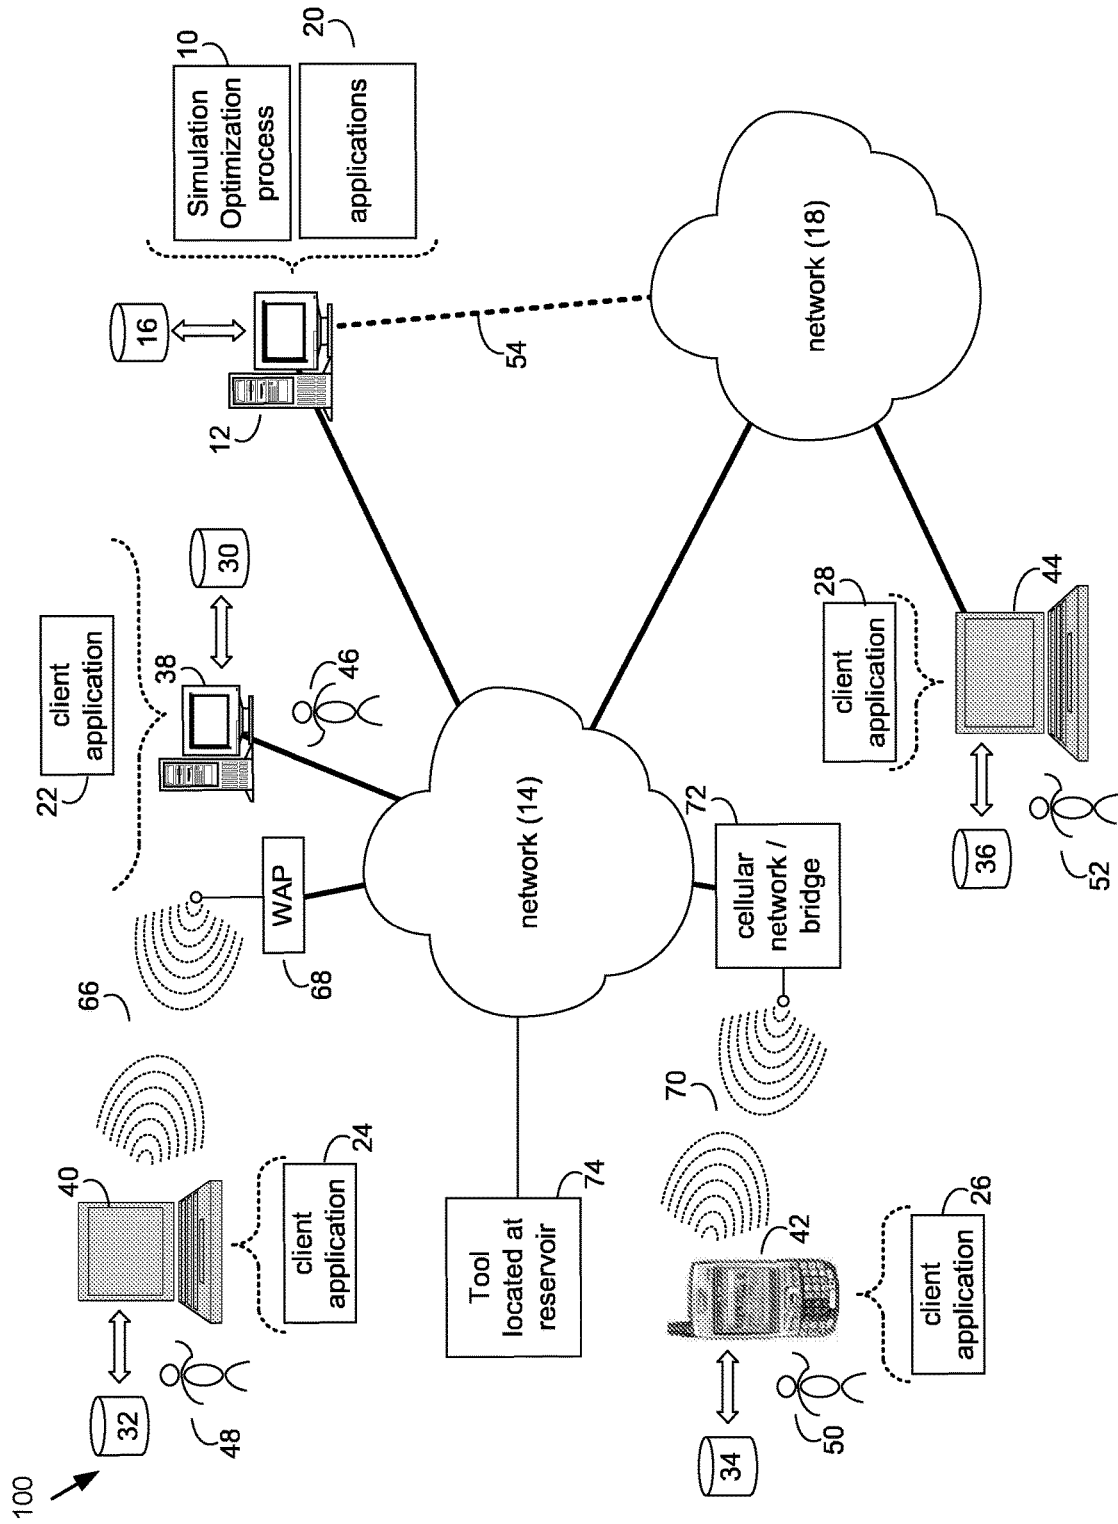 100
32
48
40
24
client
application
66
WAP
68
client
application
22
38
30
46
16
12
Simulation
Optimization
process
10
applications
20
54
Tool
located at
reservoir
74
network (14)
network (18)
34
50
42
26
client
application
70
cellular
network /
bridge
72
36
52
44
client
application
28